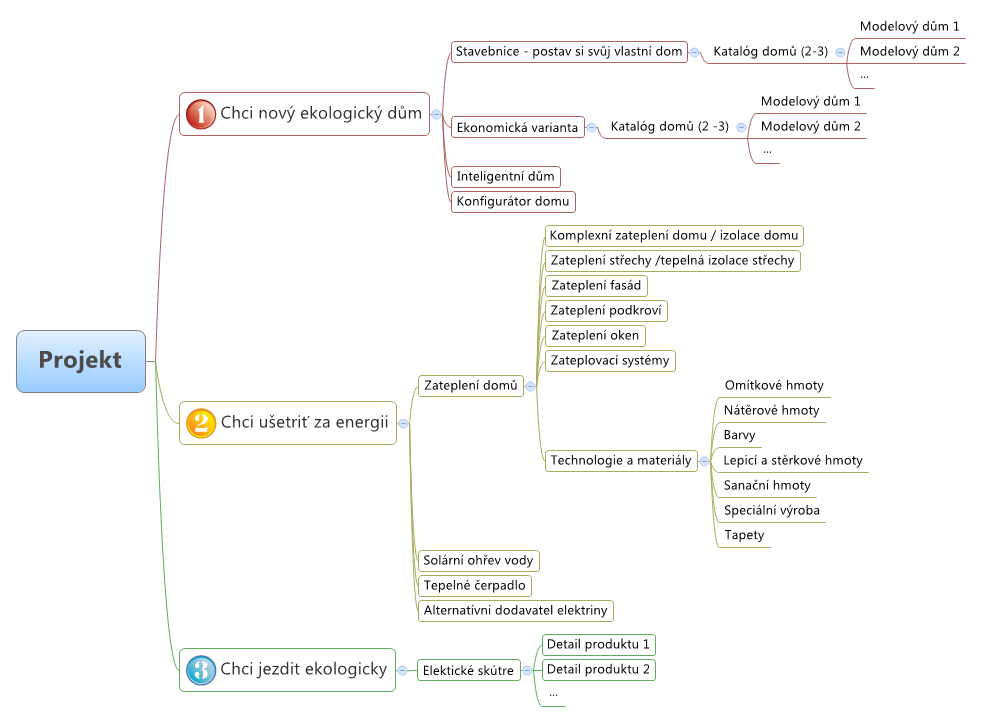 Projekt
1 Chci nový ekologický dům
Stavebnice - postav si svůj vlastní dom
Katalóg domů (2-3)
Modelový dům 1
Modelový dům 2
...
Ekonomická varianta
Katalóg domů (2 -3)
Modelový dům 1
Modelový dům 2
...
Inteligentní dům
Konfigurátor domu
2 Chci ušetriť za energii
Zateplení domů
Komplexní zateplení domu / izolace domu
Zateplení střechy /tepelná izolace střechy
Zateplení fasád
Zateplení podkroví
Zateplení oken
Zateplovací systémy
Technologie a materiály
Omítkové hmoty
Nátěrové hmoty
Barvy
Lepicí a stěrkové hmoty
Sanační hmoty
Speciální výroba
Tapety
Solární ohřev vody
Tepelné čerpadlo
Alternatívni dodavatel elektriny
3 Chci jezdit ekologicky
Elektické skútre
Detail produktu 1
Detail produktu 2
...